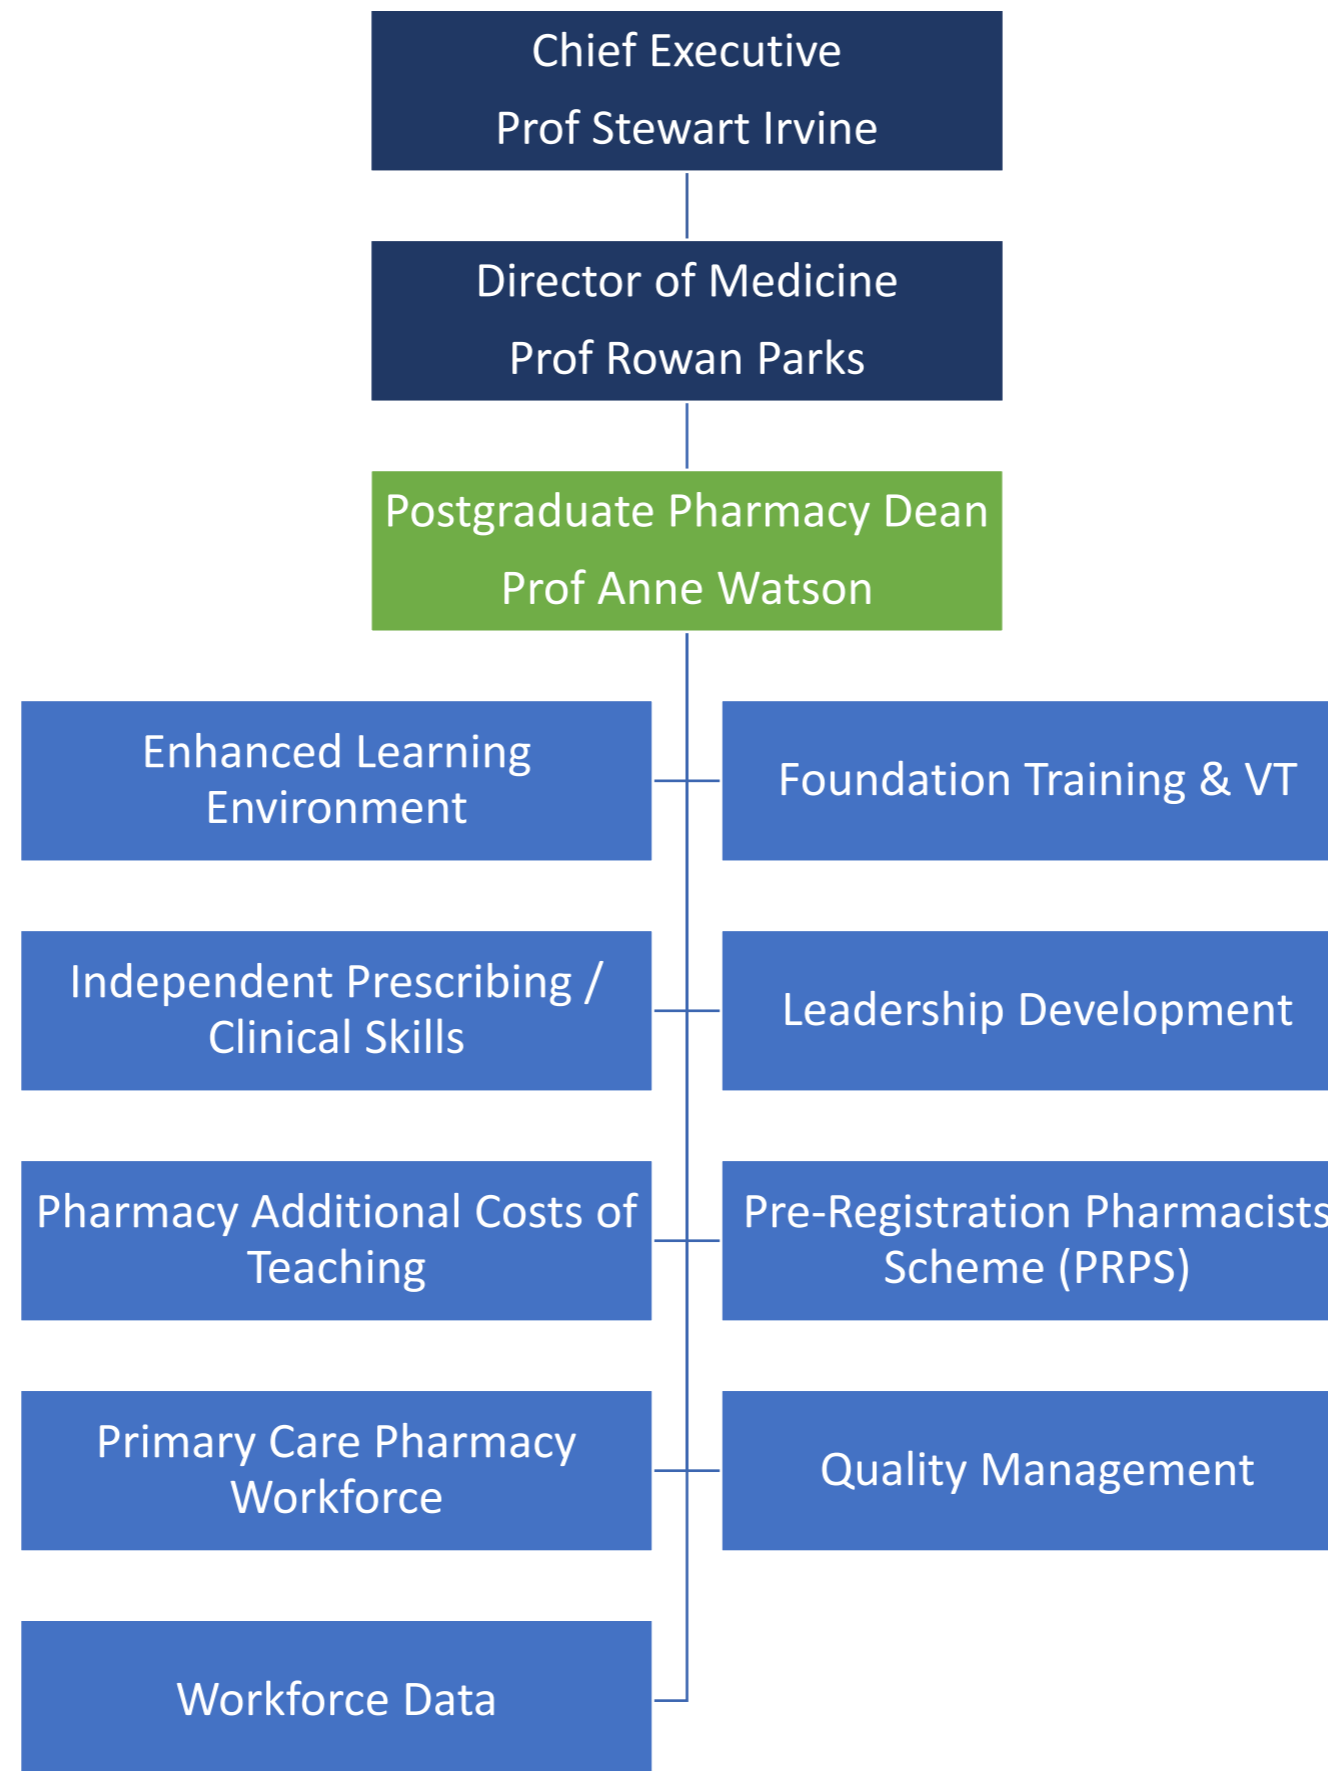 Chief Executive
Prof Stewart Irvine
Director of Medicine
Prof Rowan Parks
Postgraduate Pharmacy Dean
Prof Anne Watson
Enhanced Learning
Environment
Foundation Training & VT
Independent Prescribing /
Clinical Skills
Leadership Development
Pharmacy Additional Costs of
Teaching
Pre-Registration Pharmacists
Scheme (PRPS)
Primary Care Pharmacy
Workforce
Quality Management
Workforce Data